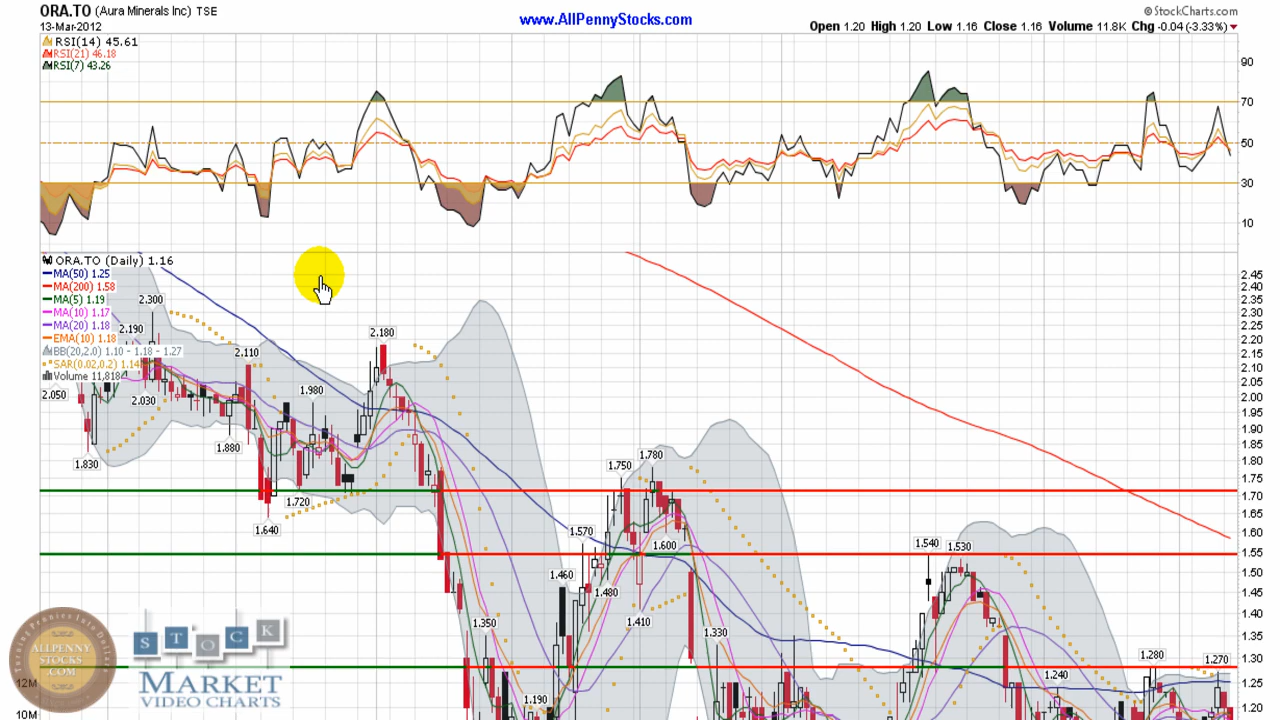 ORA.TO (Aura Minerals Inc) TSE
© StockCharts.com
13-Mar-2012
www.AllPennyStocks.com
Open 1.20 High 1.20 Low 1.16 Close 1.16 Volume 11.8K Chg -0.04 (-3.33%)
RSI(14) 45.61
RSI(21) 46.18
RSI(7) 43.26
90
70
50
30
10
ORA.TO (Daily) 1.16
MA(50) 1.25
MA(200) 1.58
MA(5) 1.19
MA(10) 1.17
MA(20) 1.18
EMA(10) 1.18
BB(20,2.0) 1.10 - 1.18 - 1.27
SAR(0.02,0.2) 1.14
Volume 11,818
2.45
2.40
2.35
2.30
2.25
2.20
2.15
2.10
2.05
2.00
1.95
1.90
1.85
1.80
1.75
1.70
1.65
1.60
1.55
1.50
1.45
1.40
1.35
1.30
1.25
1.20
2.300
2.190
2.180
2.110
2.050
2.030
1.980
1.880
1.830
1.720
1.640
1.780
1.750
1.570
1.600
1.460
1.480
1.410
1.350
1.330
1.190
1.540
1.530
1.240
1.280
1.270
12M
10M
Turning Pennies Into Dollars
ALLPENNY
STOCKS
.COM
STOCK
MARKET
VIDEO CHARTS